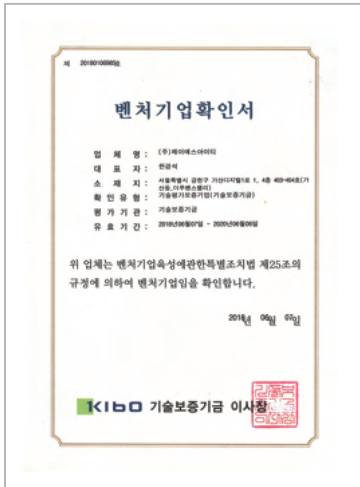 제 20180106965호
벤처기업확인서
업 체 명 : (주)제이에스아이티
대 표 자 : 한광석
소 재 지 : 서울특별시 금천구 가산디지털1로 1, 4층 403-404호(가
산동,더루벤스밸리)
확 인 유 형 : 기술평가보증기업(기술보증기금)
평 가 기 관 : 기술보증기금
유 효 기 간 : 2018년06월07일 ~ 2020년06월06일
위 업체는 벤처기업육성에관한특별조치법 제25조의
규정에 의하여 벤처기업임을 확인합니다.
2018년 06월 07일
KIbO 기술보증기금 이사장